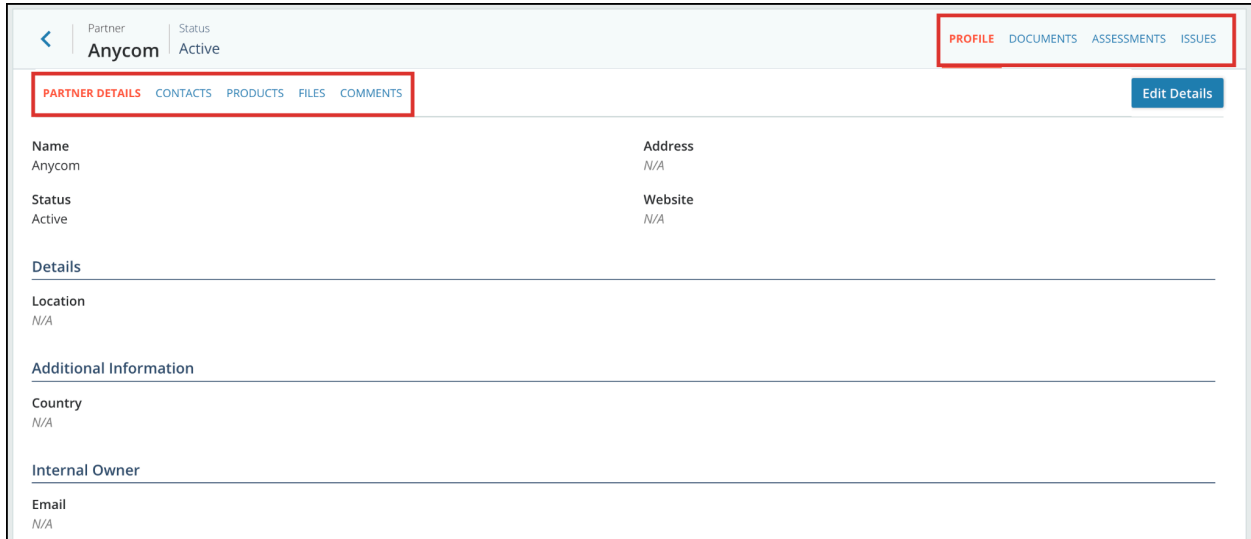 Partner Status
Anycom Active
PROFILE DOCUMENTS ASSESSMENTS ISSUES
PARTNER DETAILS CONTACTS PRODUCTS FILES COMMENTS
Edit Details
Name Address
Anycom N/A
Status Website
Active N/A
Details
Location
N/A
Additional Information
Country
N/A
Internal Owner
Email
N/A